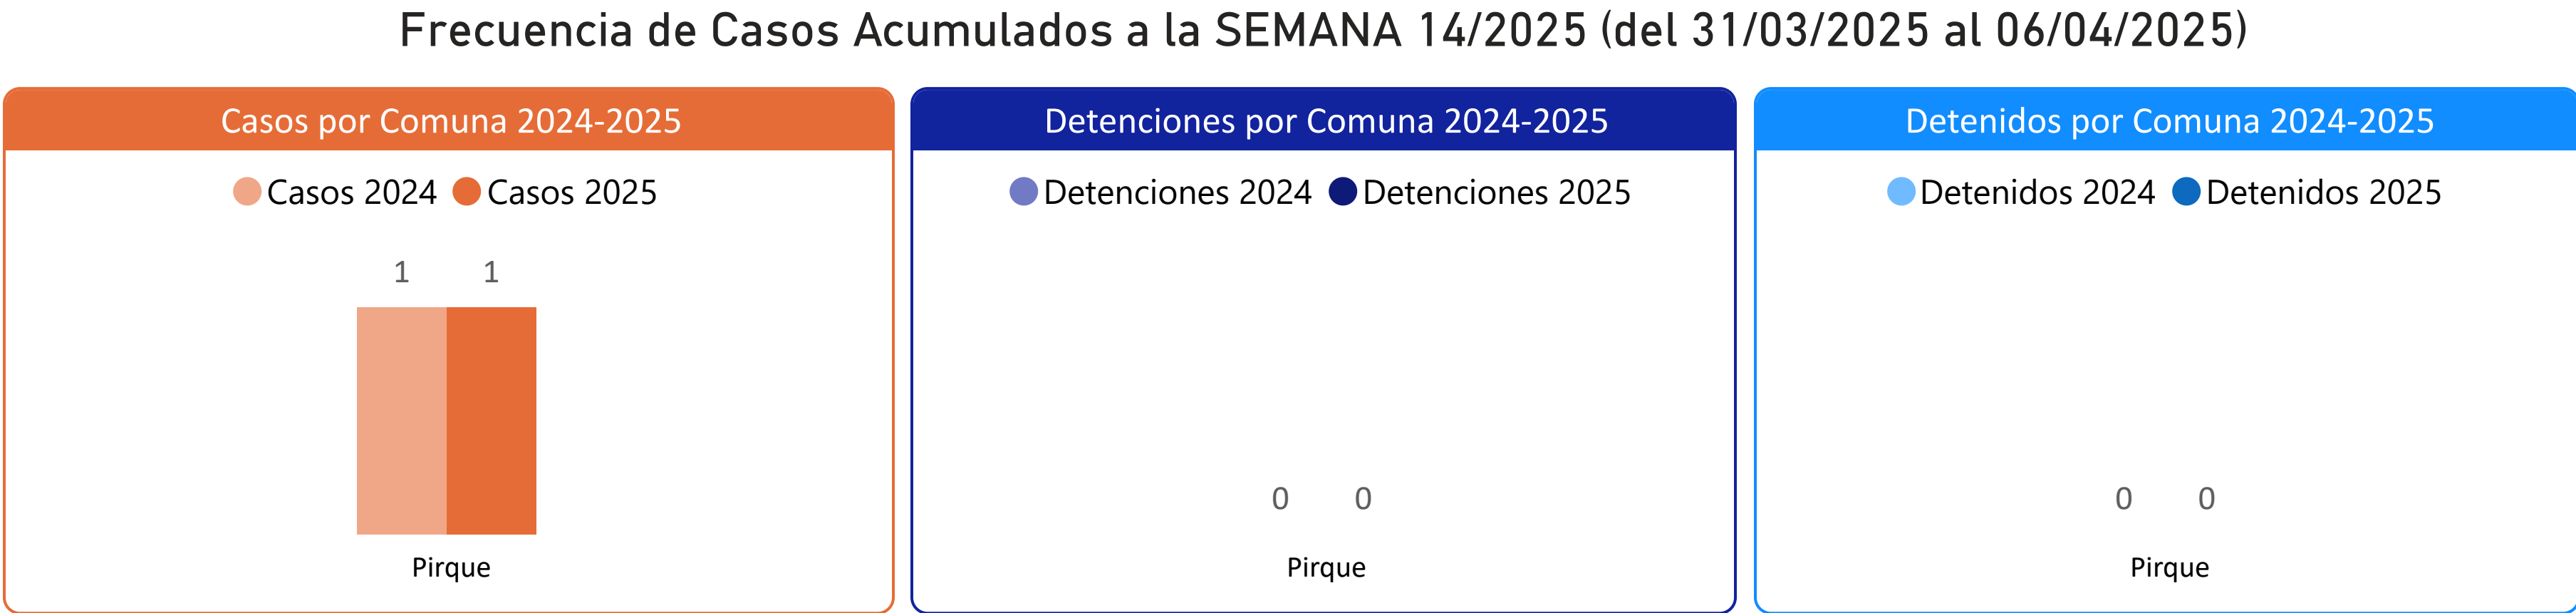 Frecuencia de Casos Acumulados a la SEMANA 14/2025 (del 31/03/2025 al 06/04/2025)
Casos por Comuna 2024-2025
Casos 2024 Casos 2025
1 1
Pirque
Detenciones por Comuna 2024-2025
Detenciones 2024 Detenciones 2025
0 0
Pirque
Detenidos por Comuna 2024-2025
Detenidos 2024 Detenidos 2025
0 0
Pirque